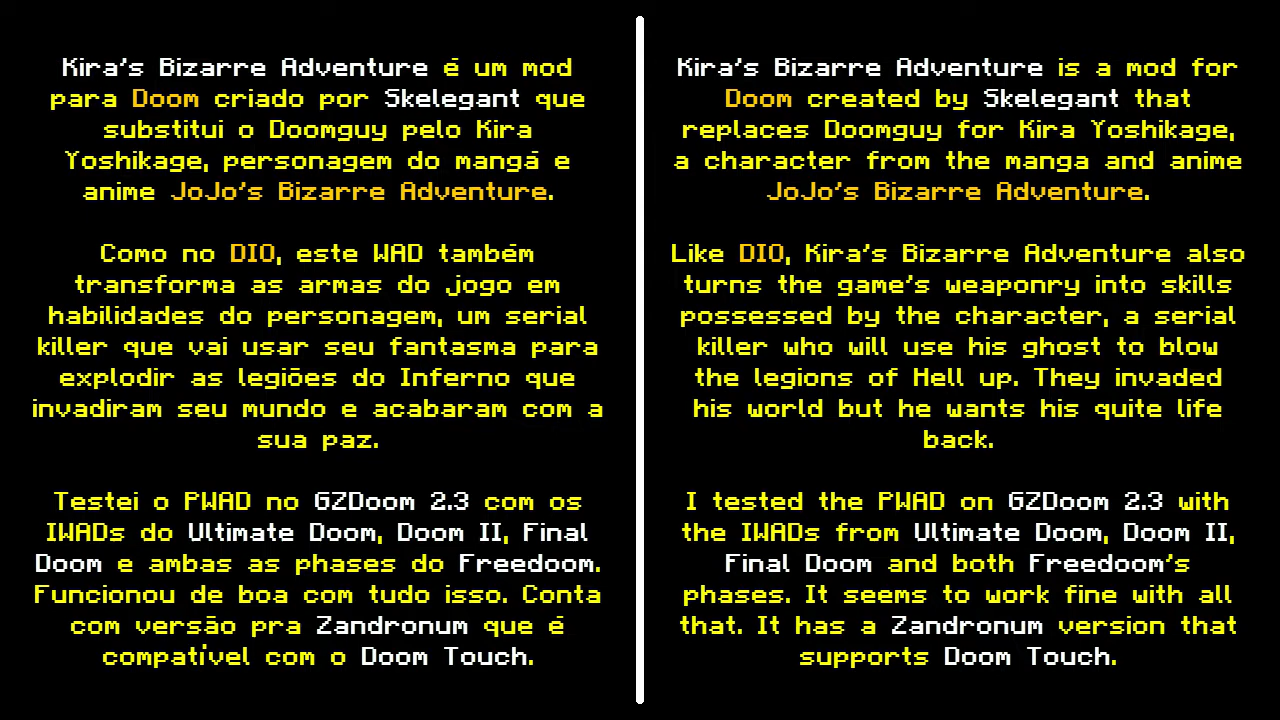 Kira's Bizarre Adventure é um mod
para Doom criado por Skelegant que
substitui o Doomguy pelo Kira
Yoshikage, personagem do mangá e
anime JoJo's Bizarre Adventure.
Como no DIO, este WAD também
transforma as armas do jogo em
habilidades do personagem, um serial
killer que vai usar seu fantasma para
explodir as legiões do Inferno que
invadiram seu mundo e acabaram com a
sua paz.
Testei o PWAD no GZDoom 2.3 com os
IWADs do Ultimate Doom, Doom II, Final
Doom e ambas as phases do Freedoom.
Funcionou de boa com tudo isso. Conta
com versão pra Zandronum que é
compatível com o Doom Touch.
Kira's Bizarre Adventure is a mod for
Doom created by Skelegant that
replaces Doomguy for Kira Yoshikage,
a character from the manga and anime
JoJo's Bizarre Adventure.
Like DIO, Kira's Bizarre Adventure also
turns the game's weaponry into skills
possessed by the character, a serial
killer who will use his ghost to blow
the legions of Hell up. They invaded
his world but he wants his quite life
back.
I tested the PWAD on GZDoom 2.3 with
the IWADs from Ultimate Doom, Doom II,
Final Doom and both Freedoom's
phases. It seems to work fine with all
that. It has a Zandronum version that
supports Doom Touch.